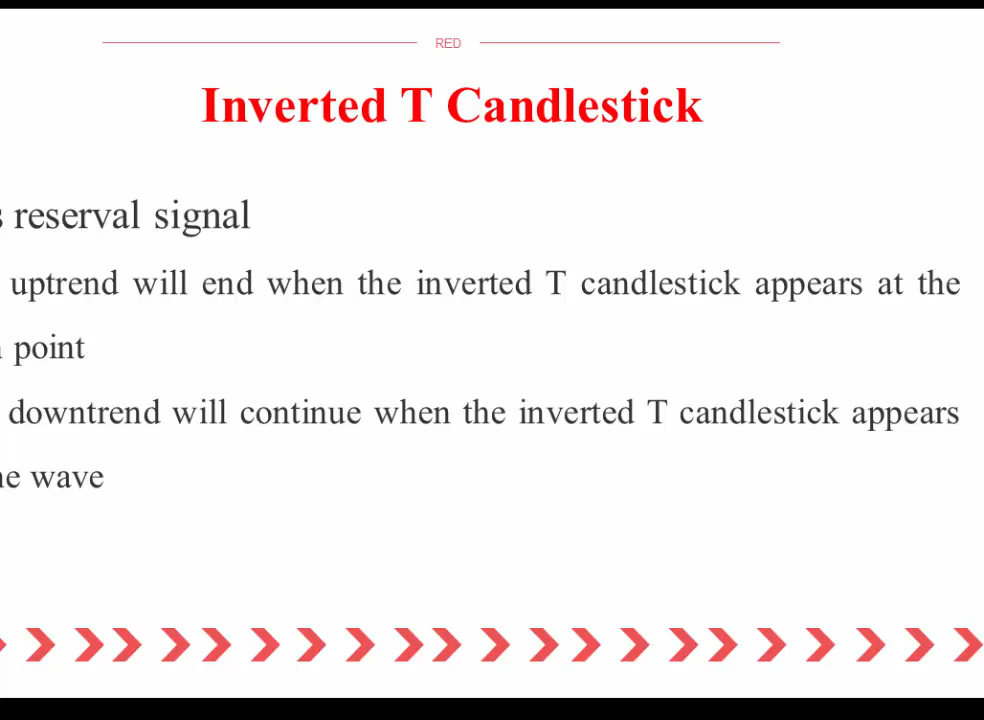 RED
Inverted T Candlestick
reserval signal
uptrend will end when the inverted T candlestick appears at the
point
downtrend will continue when the inverted T candlestick appears
wave